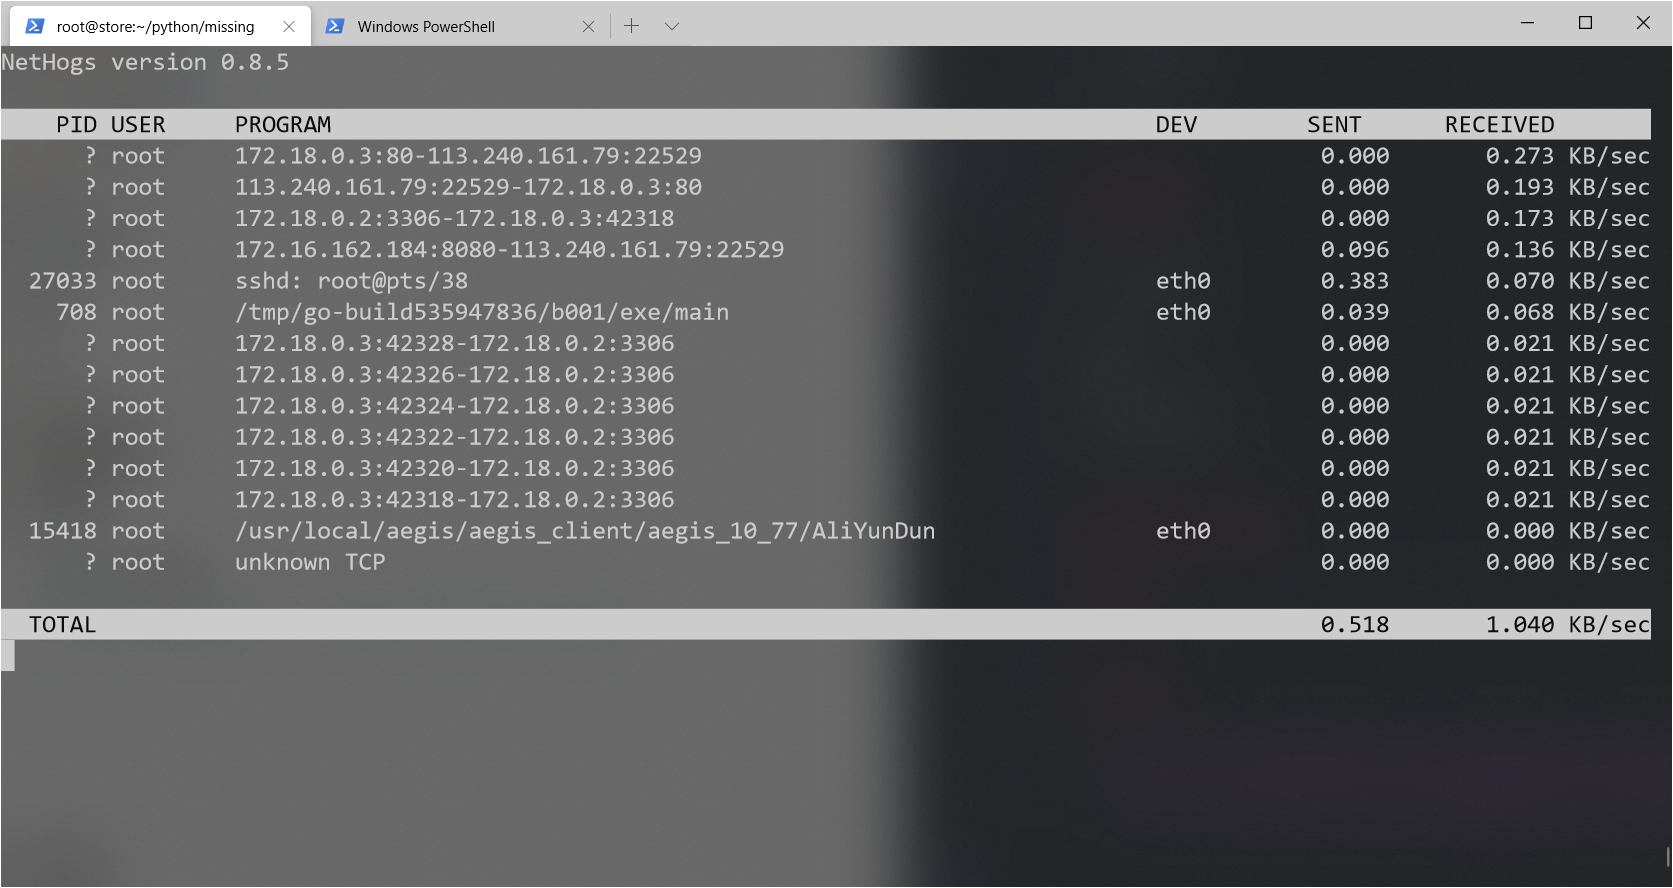 root@store:~/python/missing Windows PowerShell
NetHogs version 0.8.5
PID USER PROGRAM DEV SENT RECEIVED
? root 172.18.0.3:80-113.240.161.79:22529 0.000 0.273 KB/sec
? root 113.240.161.79:22529-172.18.0.3:80 0.000 0.193 KB/sec
? root 172.18.0.2:3306-172.18.0.3:42318 0.000 0.173 KB/sec
? root 172.16.162.184:8080-113.240.161.79:22529 0.096 0.136 KB/sec
27033 root sshd: root@pts/38 eth0 0.383 0.070 KB/sec
708 root /tmp/go-build535947836/b001/exe/main eth0 0.039 0.068 KB/sec
? root 172.18.0.3:42328-172.18.0.2:3306 0.000 0.021 KB/sec
? root 172.18.0.3:42326-172.18.0.2:3306 0.000 0.021 KB/sec
? root 172.18.0.3:42324-172.18.0.2:3306 0.000 0.021 KB/sec
? root 172.18.0.3:42322-172.18.0.2:3306 0.000 0.021 KB/sec
? root 172.18.0.3:42320-172.18.0.2:3306 0.000 0.021 KB/sec
? root 172.18.0.3:42318-172.18.0.2:3306 0.000 0.021 KB/sec
15418 root /usr/local/aegis/aegis_client/aegis_10_77/AliYunDun eth0 0.000 0.000 KB/sec
? root unknown TCP 0.000 0.000 KB/sec
TOTAL 0.518 1.040 KB/sec